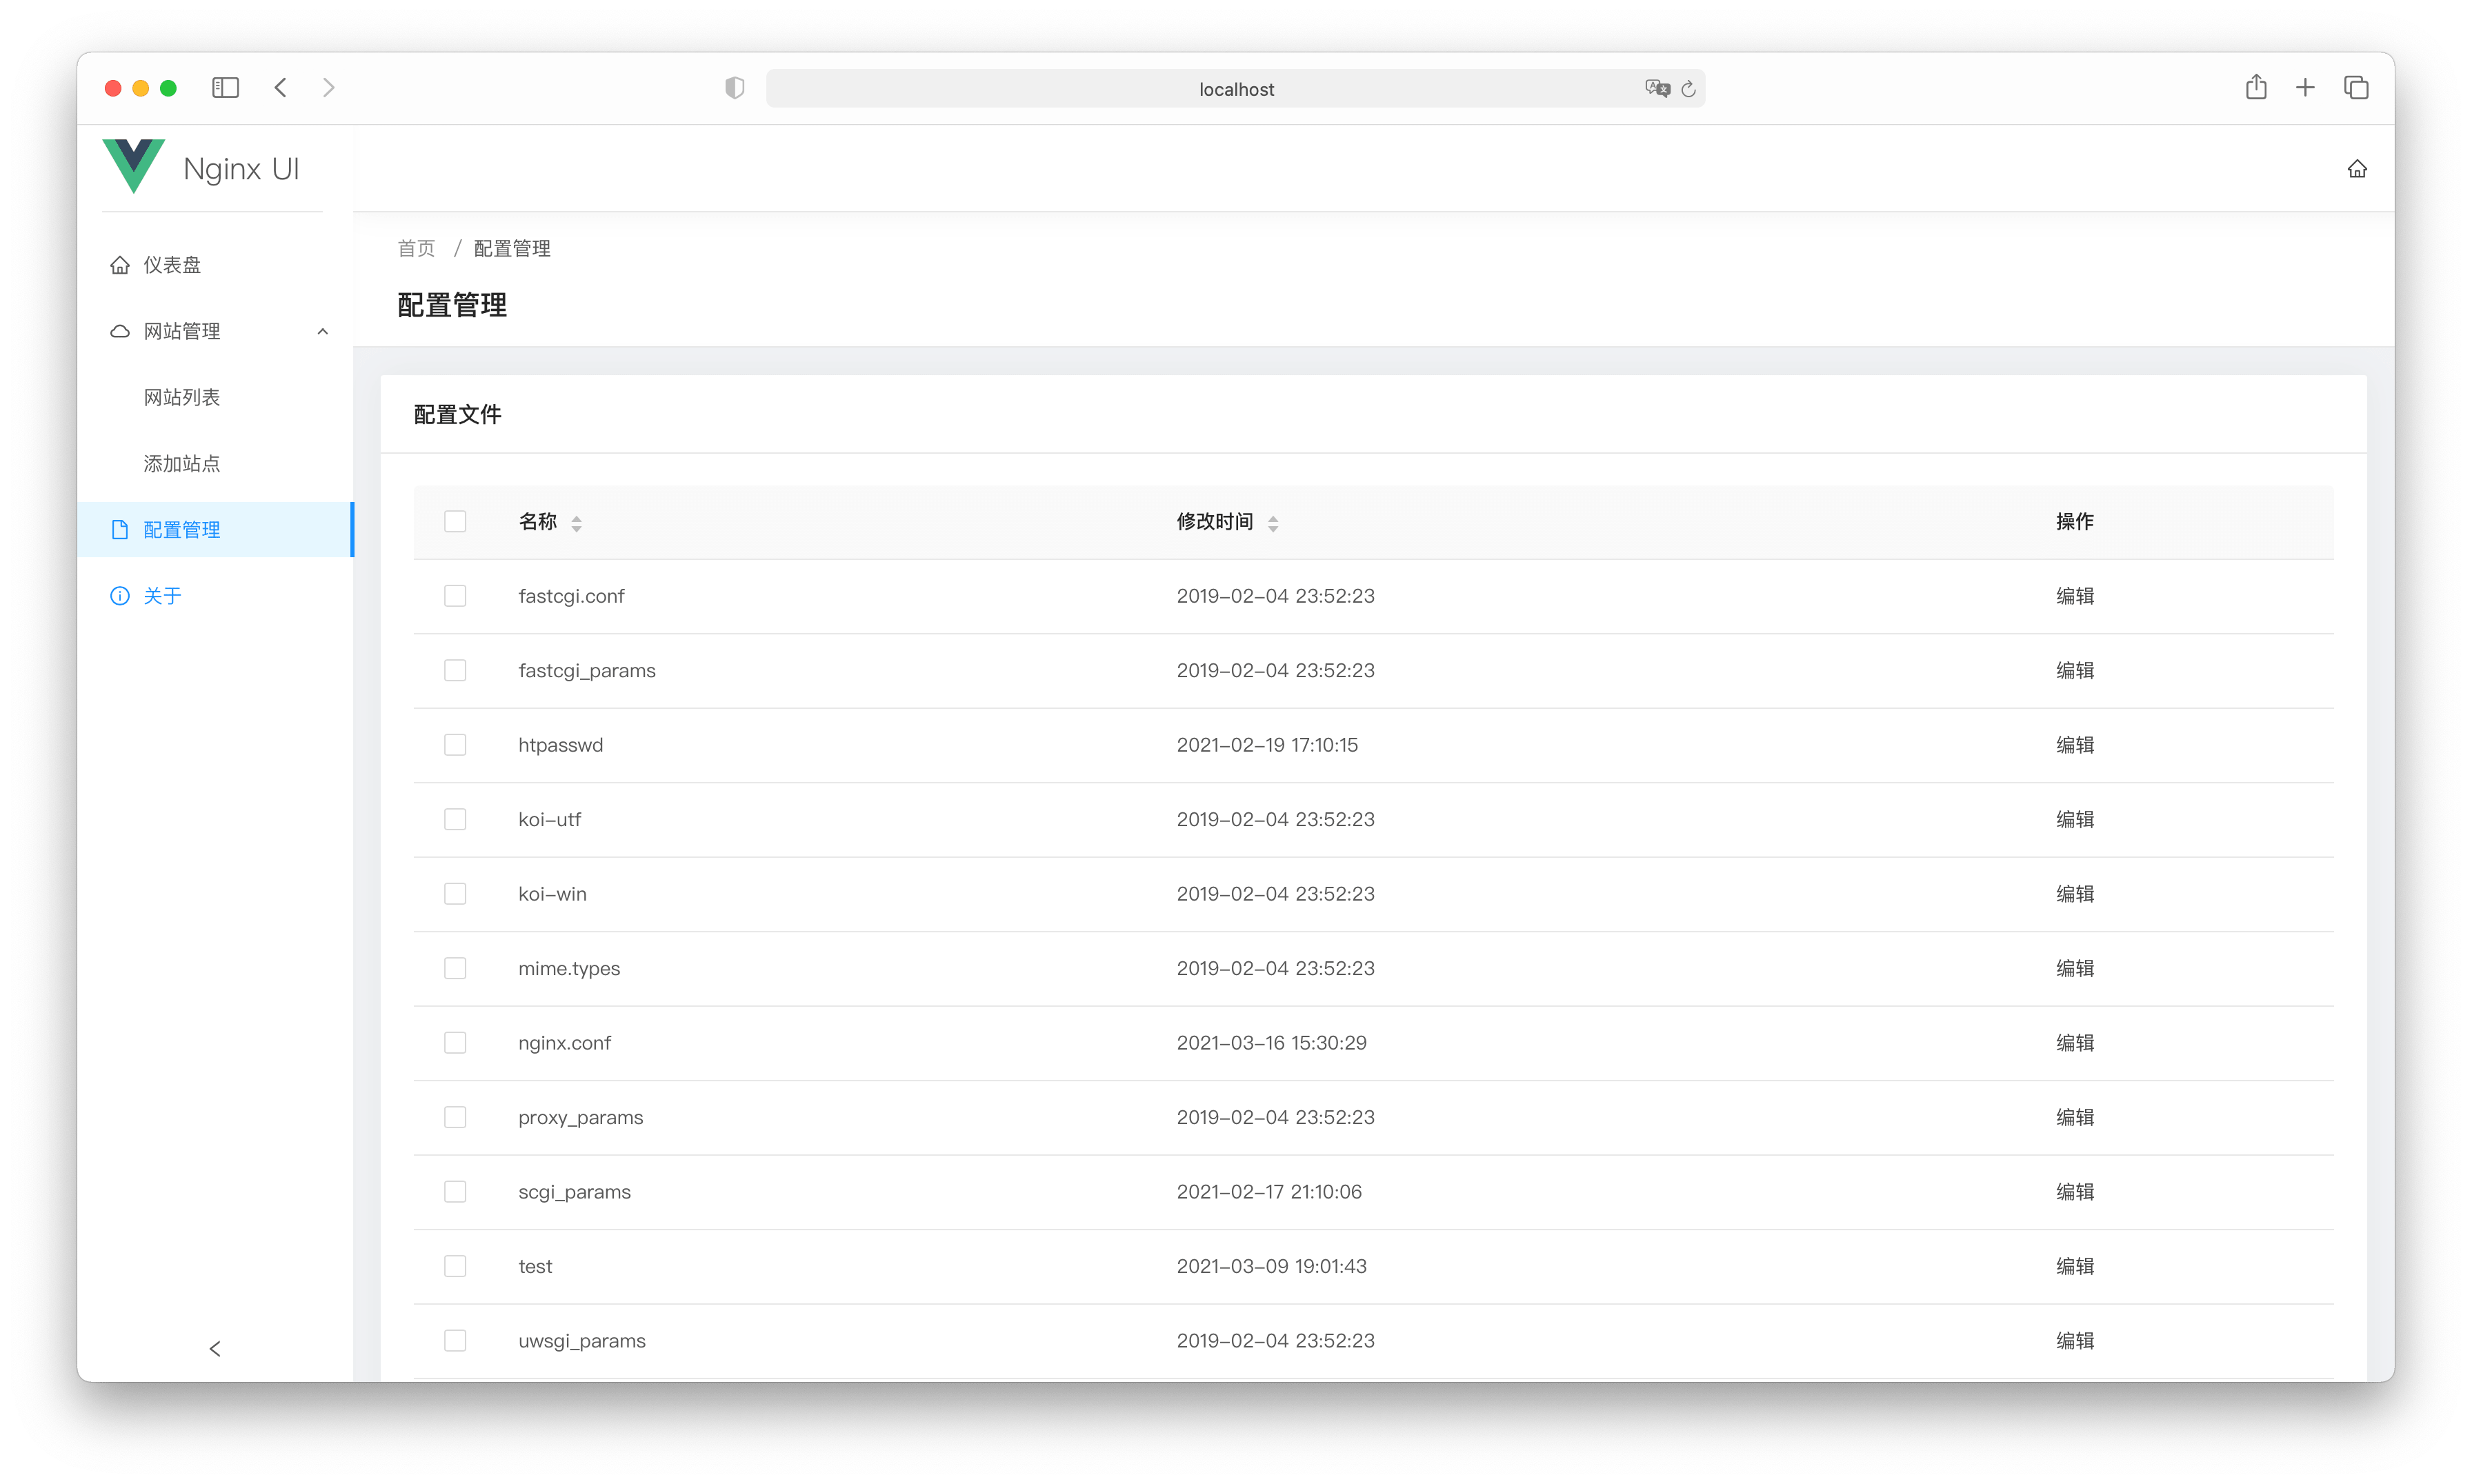 localhost
Nginx UI
仪表盘
网站管理
网站列表
添加站点
配置管理
关于
首页 / 配置管理
配置管理
配置文件
名称 修改时间 操作
fastcgi.conf 2019-02-04 23:52:23 编辑
fastcgi_params 2019-02-04 23:52:23 编辑
htpasswd 2021-02-19 17:10:15 编辑
koi-utf 2019-02-04 23:52:23 编辑
koi-win 2019-02-04 23:52:23 编辑
mime.types 2019-02-04 23:52:23 编辑
nginx.conf 2021-03-16 15:30:29 编辑
proxy_params 2019-02-04 23:52:23 编辑
scgi_params 2021-02-17 21:10:06 编辑
test 2021-03-09 19:01:43 编辑
uwsgi_params 2019-02-04 23:52:23 编辑